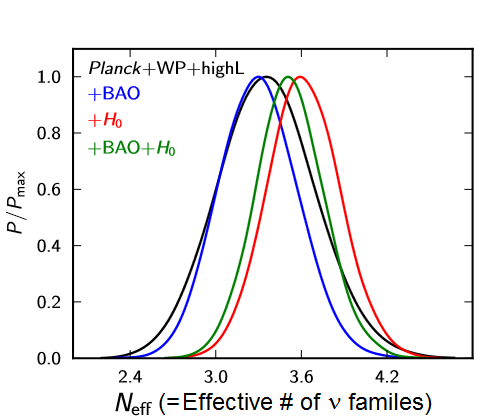 Planck+WP+highL
+BAO
+H₀
+BAO+H₀
P/Pmax
1.0
0.8
0.6
0.4
0.2
0.0
2.4 3.0 3.6 4.2
Neff (=Effective # of ν familes)